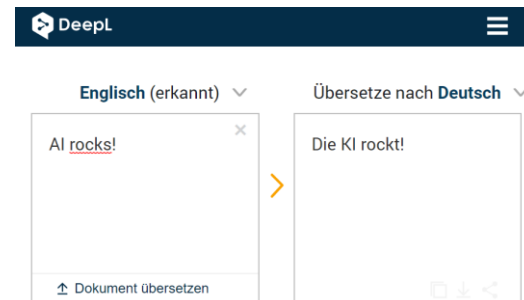 DeepL
Englisch (erkannt)
Übersetze nach Deutsch
AI rocks!
Die KI rockt!
Dokument übersetzen